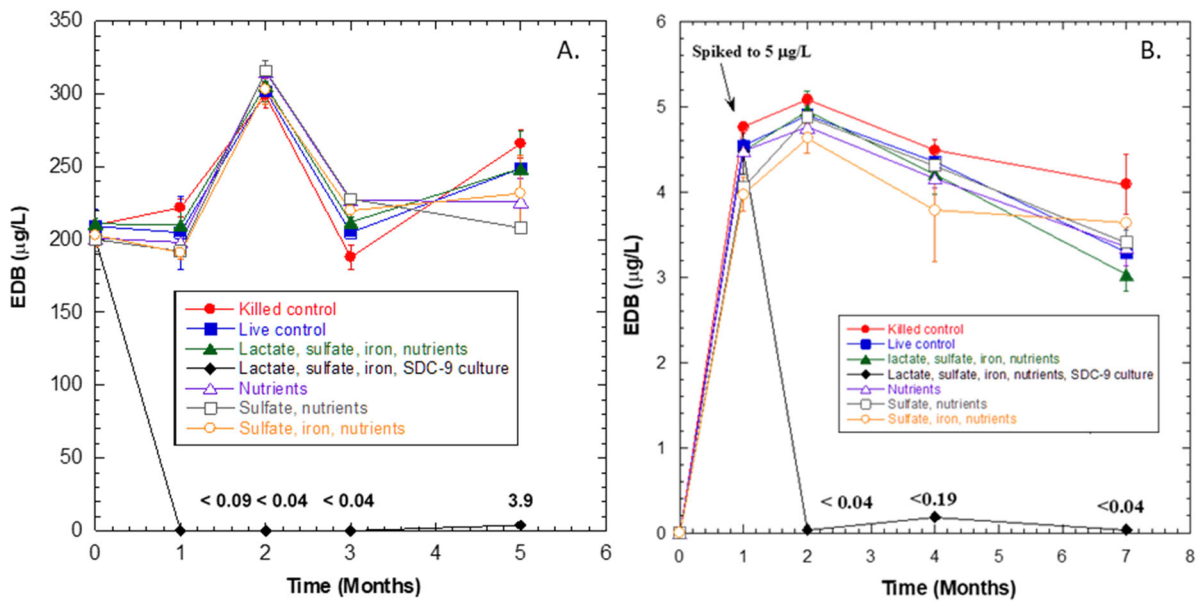 A.
EDB (µg/L)
350
300
250
200
150
100
50
0
Killed control
Live control
Lactate, sulfate, iron, nutrients
Lactate, sulfate, iron, SDC-9 culture
Nutrients
Sulfate, nutrients
Sulfate, iron, nutrients
< 0.09 < 0.04 < 0.04 3.9
0 1 2 3 4 5 6
Time (Months)
B.
EDB (µg/L)
6
5
4
3
2
1
0
Spiked to 5 µg/L
Killed control
Live control
lactate, sulfate, iron, nutrients
Lactate, sulfate, iron, nutrients, SDC-9 culture
Nutrients
Sulfate, nutrients
Sulfate, iron, nutrients
< 0.04 <0.19 <0.04
0 1 2 3 4 5 6 7 8
Time (Months)